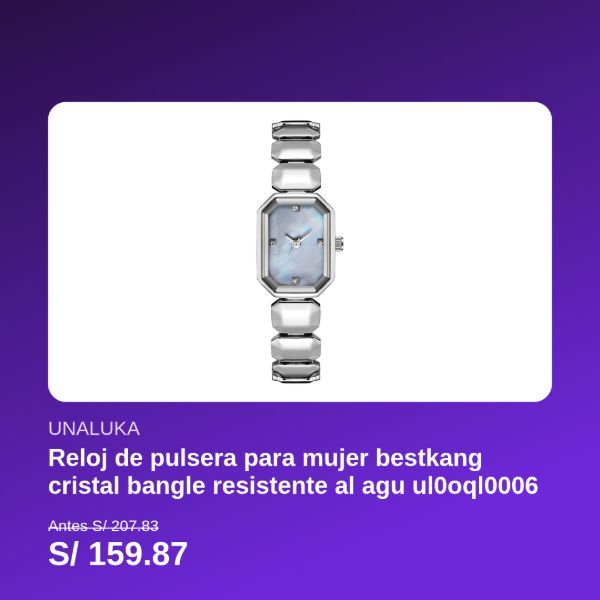 UNALUKA
Reloj de pulsera para mujer bestkang
cristal bangle resistente al agu ul0oql0006
Antes S/ 207.83
S/ 159.87